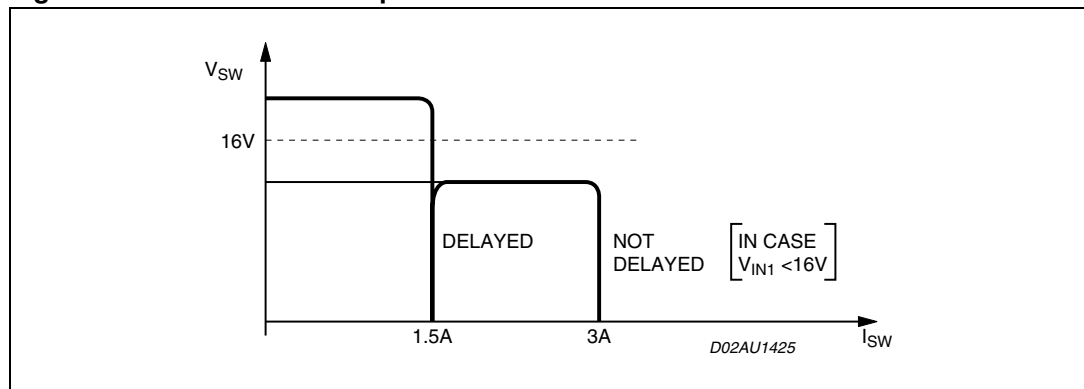 V_SW
16V
DELAYED
NOT
DELAYED
IN CASE
V_IN1 <16V
1.5A
3A
D02AU1425
I_SW